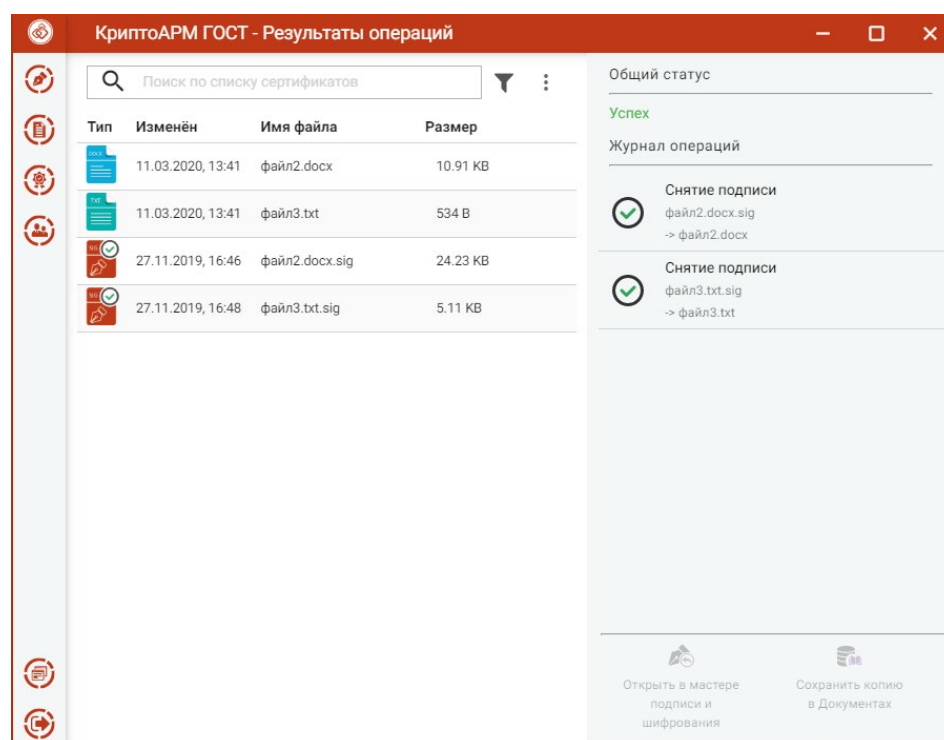 КриптоАРМ ГОСТ - Результаты операций
Поиск по списку сертификатов
Тип Изменён Имя файла Размер
DOCX 11.03.2020, 13:41 файл2.docx 10.91 KB
TXT 11.03.2020, 13:41 файл3.txt 534 B
SIG 27.11.2019, 16:46 файл2.docx.sig 24.23 KB
SIG 27.11.2019, 16:48 файл3.txt.sig 5.11 KB
Общий статус
Успех
Журнал операций
Снятие подписи
файл2.docx.sig
-> файл2.docx
Снятие подписи
файл3.txt.sig
-> файл3.txt
Открыть в мастере
подписи и
шифрования
Сохранить копию
в Документах